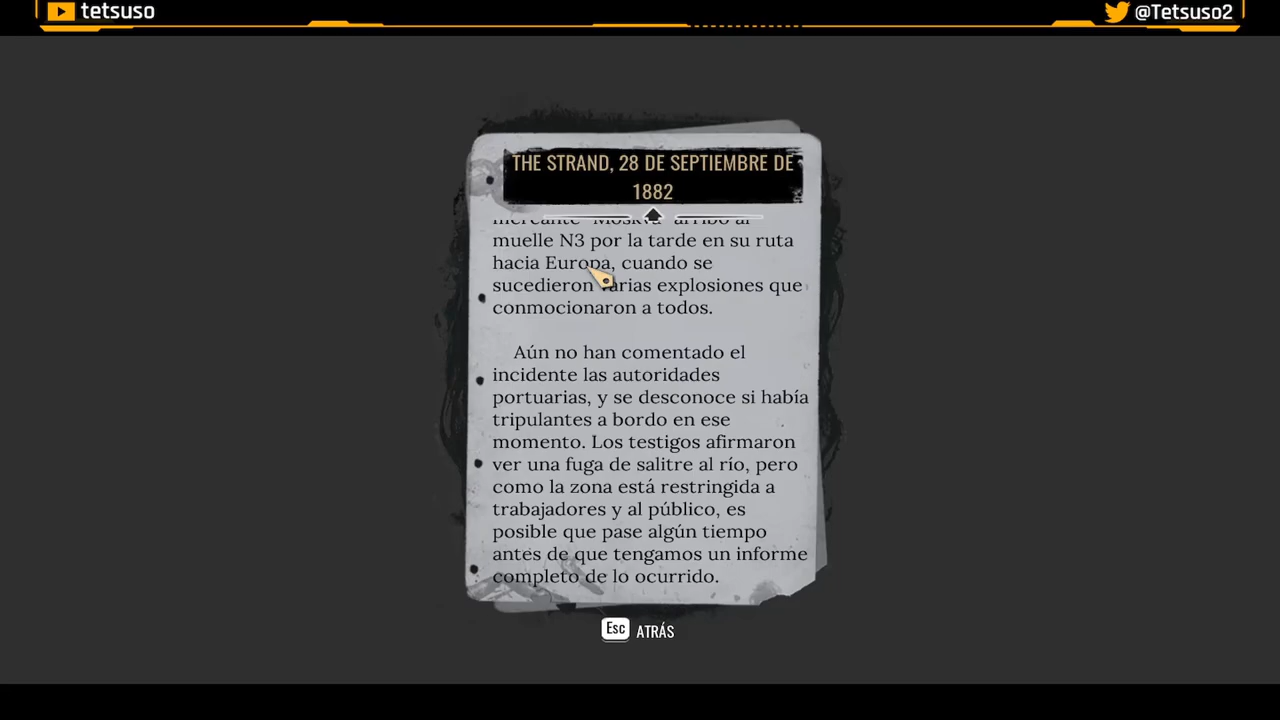 tetsuso
@Tetsuso2
THE STRAND, 28 DE SEPTIEMBRE DE
1882
mercante "Moskva" arribó al
muelle N3 por la tarde en su ruta
hacia Europa, cuando se
sucedieron varias explosiones que
conmocionaron a todos.
Aún no han comentado el
incidente las autoridades
portuarias, y se desconoce si había
tripulantes a bordo en ese
momento. Los testigos afirmaron
ver una fuga de salitre al río, pero
como la zona está restringida a
trabajadores y al público, es
posible que pase algún tiempo
antes de que tengamos un informe
completo de lo ocurrido.
Esc ATRÁS